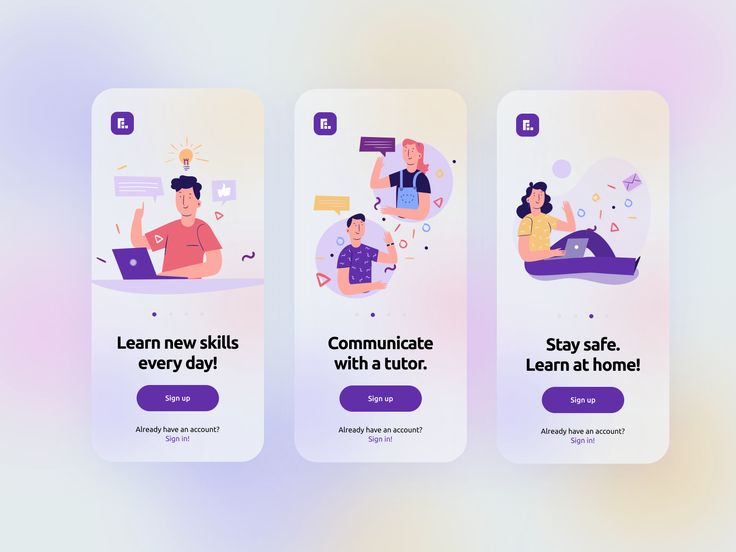 Learn new skills
every day!
Sign up
Already have an account?
Sign in!
Communicate
with a tutor.
Sign up
Already have an account?
Sign in!
Stay safe.
Learn at home!
Sign up
Already have an account?
Sign in!